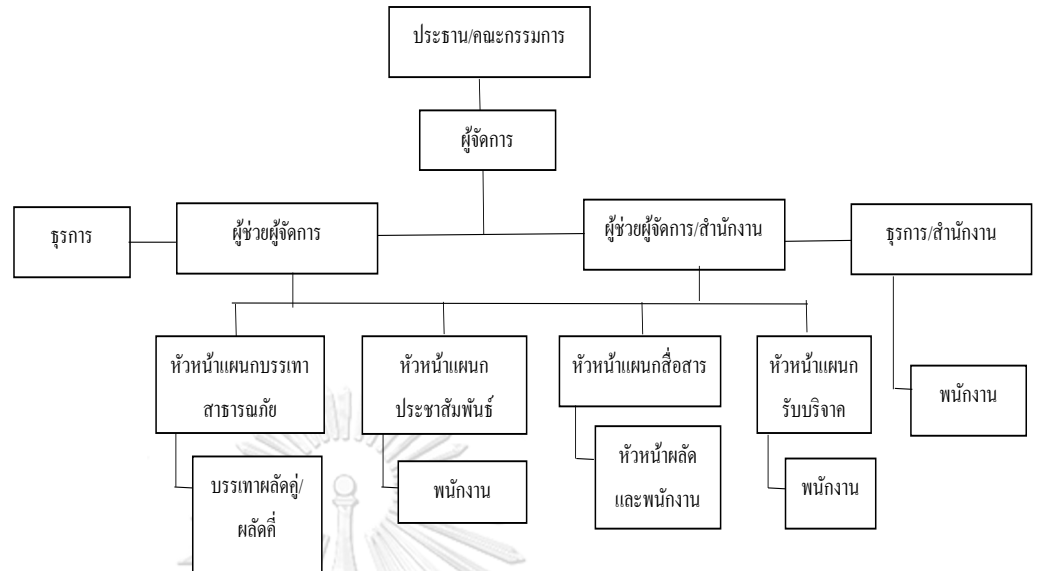 ประธาน/คณะกรรมการ
ผู้จัดการ
ธุรการ
ผู้ช่วยผู้จัดการ
ผู้ช่วยผู้จัดการ/สำนักงาน
ธุรการ/สำนักงาน
หัวหน้าแผนกบรรเทา
สาธารณภัย
หัวหน้าแผนก
ประชาสัมพันธ์
หัวหน้าแผนกสื่อสาร
หัวหน้าแผนก
รับบริจาค
พนักงาน
บรรเทาผลัดคู่/
ผลัดคี่
พนักงาน
หัวหน้าผลัด
และพนักงาน
พนักงาน